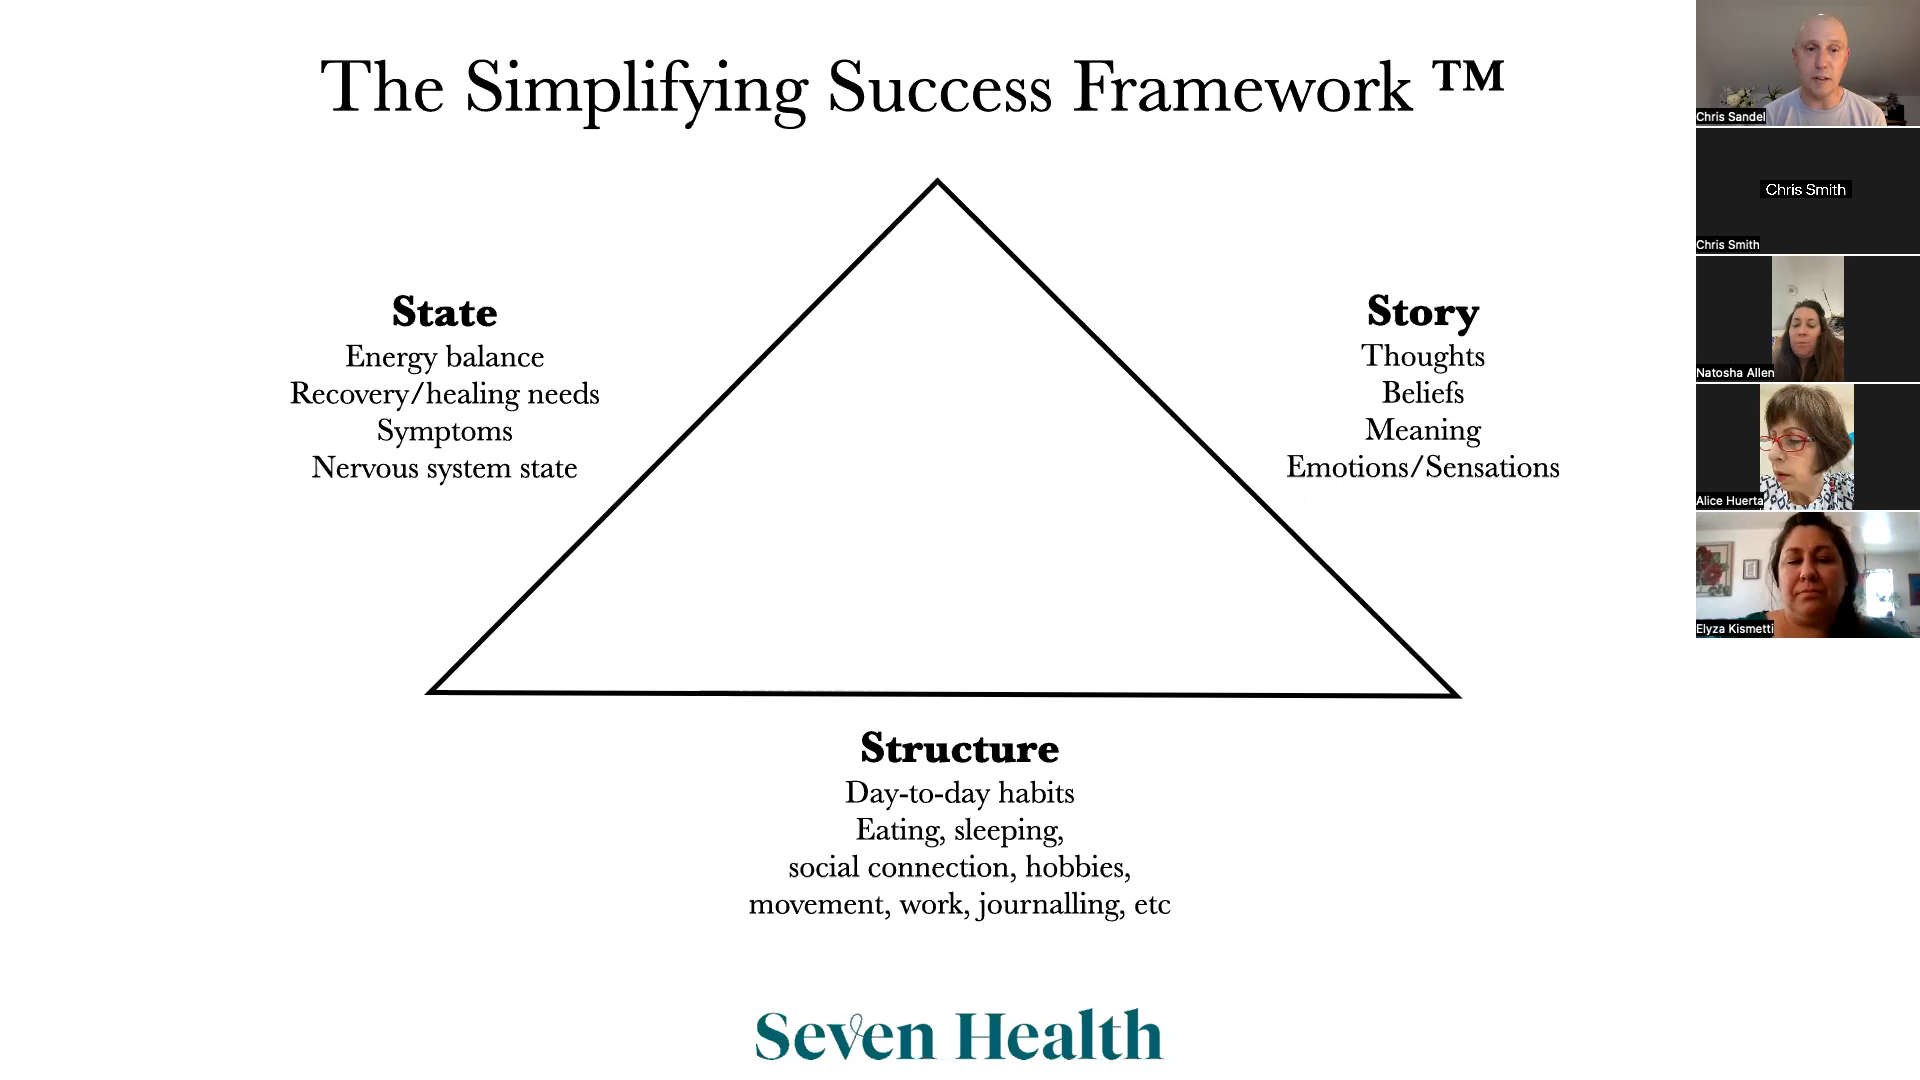 The Simplifying Success Framework ™
State
Energy balance
Recovery/healing needs
Symptoms
Nervous system state
Story
Thoughts
Beliefs
Meaning
Emotions/Sensations
Structure
Day-to-day habits
Eating, sleeping,
social connection, hobbies,
movement, work, journalling, etc
Seven Health
Chris Sandel
Chris Smith
Chris Smith
Natosha Allen
Alice Huerta
Elyza Kismetti